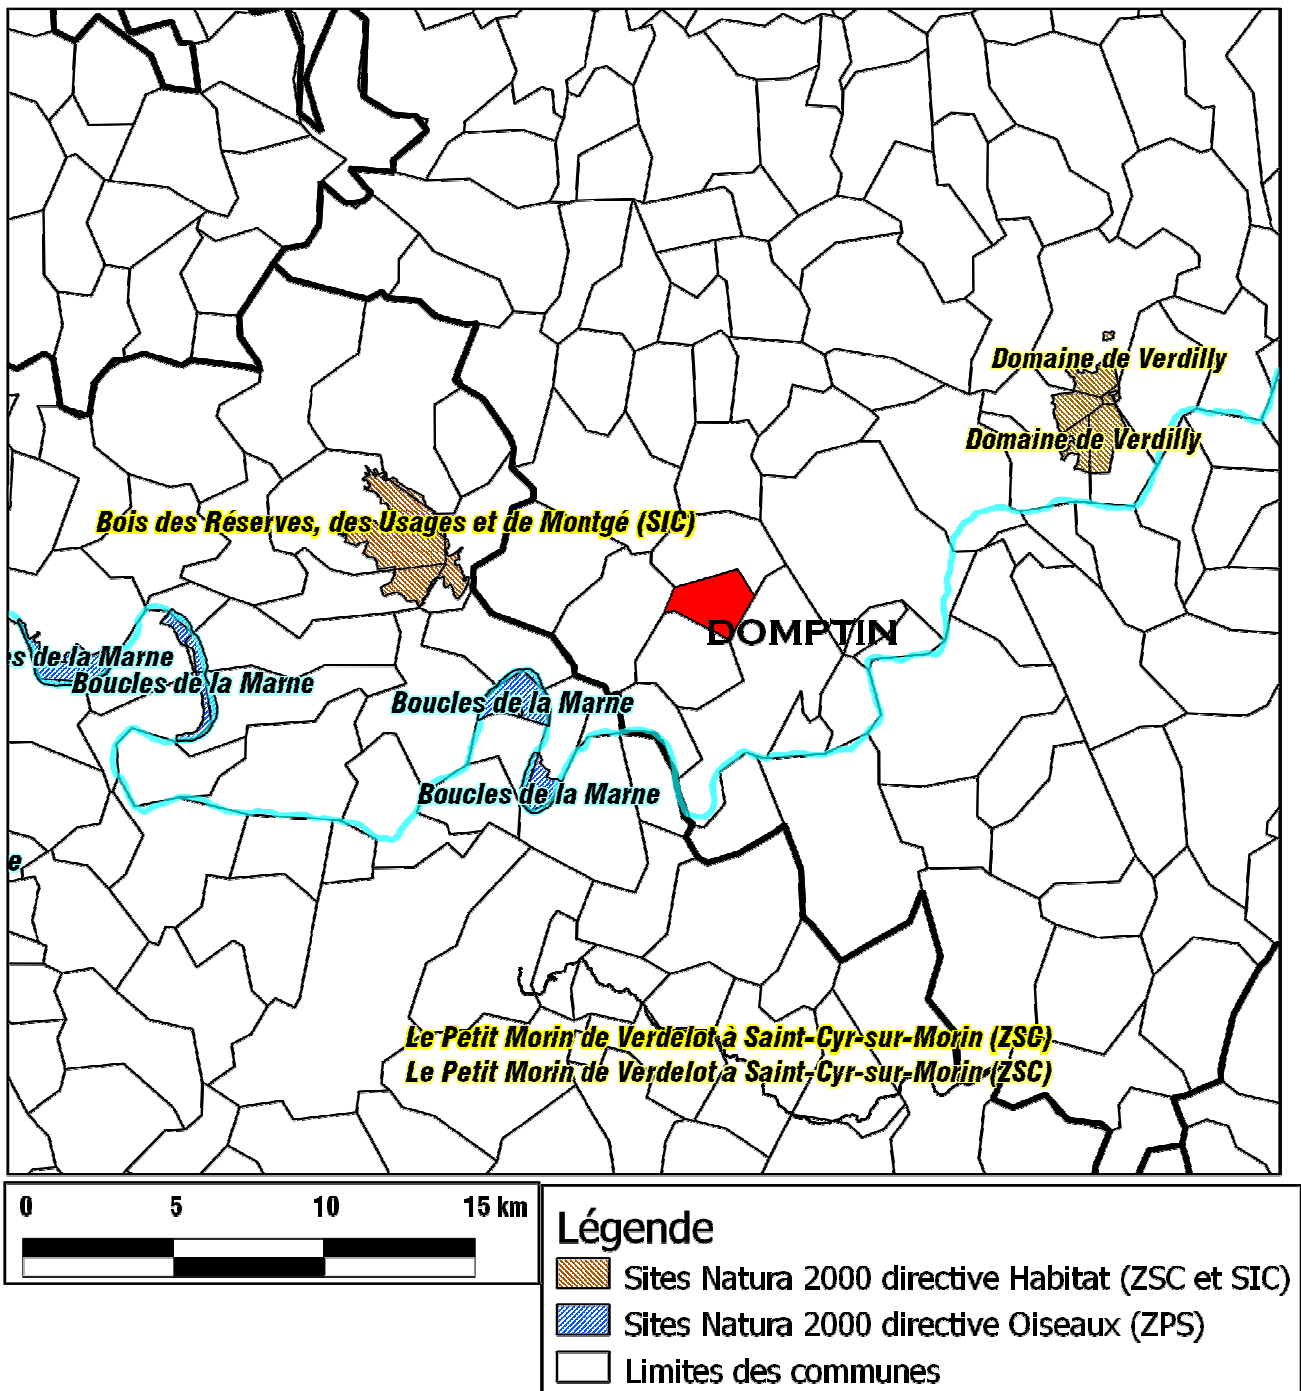 Domaine de Verdilly
Domaine de Verdilly
Bois des Réserves, des Usages et de Montgé (SIC)
DOMPTIN
es de la Marne
Boucles de la Marne
Boucles de la Marne
Boucles de la Marne
e
Le Petit Morin de Verdelot à Saint-Cyr-sur-Morin (ZSC)
Le Petit Morin de Verdelot à Saint-Cyr-sur-Morin (ZSC)
0 5 10 15 km
Légende
Sites Natura 2000 directive Habitat (ZSC et SIC)
Sites Natura 2000 directive Oiseaux (ZPS)
Limites des communes